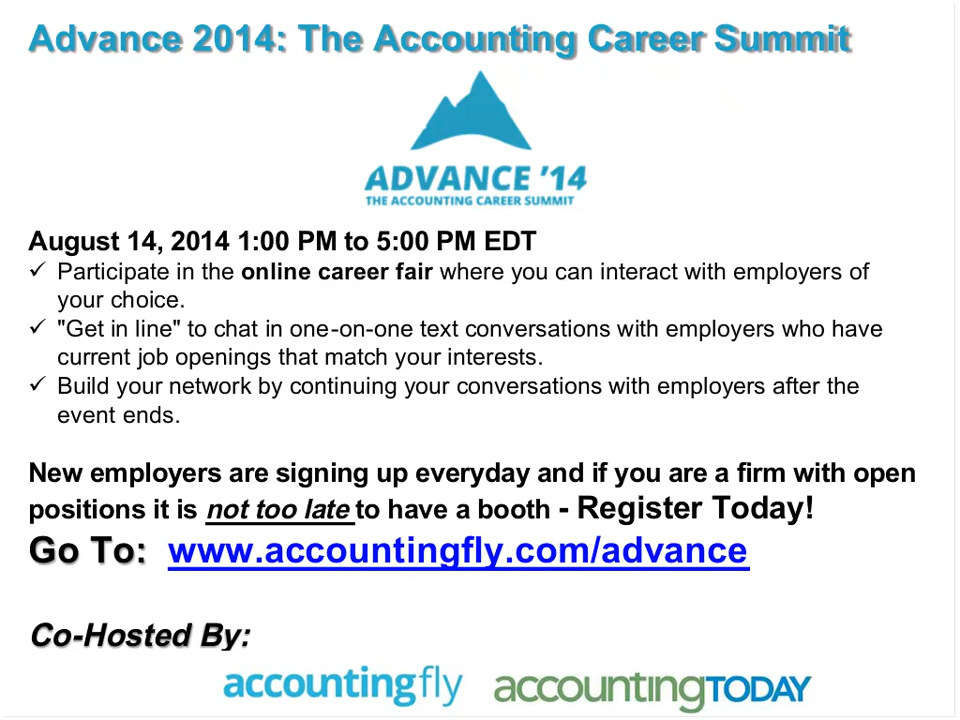 Advance 2014: The Accounting Career Summit
ADVANCE '14
THE ACCOUNTING CAREER SUMMIT
August 14, 2014 1:00 PM to 5:00 PM EDT
✓ Participate in the online career fair where you can interact with employers of
your choice.
✓ "Get in line" to chat in one-on-one text conversations with employers who have
current job openings that match your interests.
✓ Build your network by continuing your conversations with employers after the
event ends.
New employers are signing up everyday and if you are a firm with open
positions it is not too late to have a booth - Register Today!
Go To: www.accountingfly.com/advance
Co-Hosted By:
accountingfly accountingTODAY